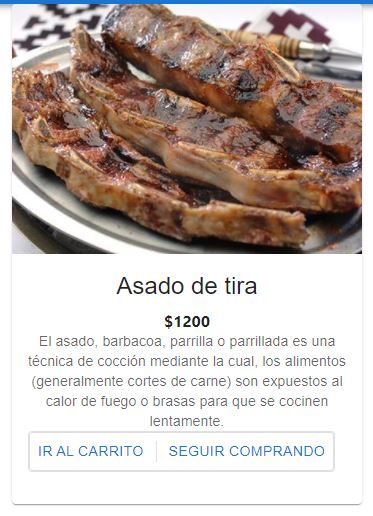 Asado de tira
$1200
El asado, barbacoa, parrilla o parrillada es una
técnica de cocción mediante la cual, los alimentos
(generalmente cortes de carne) son expuestos al
calor de fuego o brasas para que se cocinen
lentamente.
IR AL CARRITO SEGUIR COMPRANDO